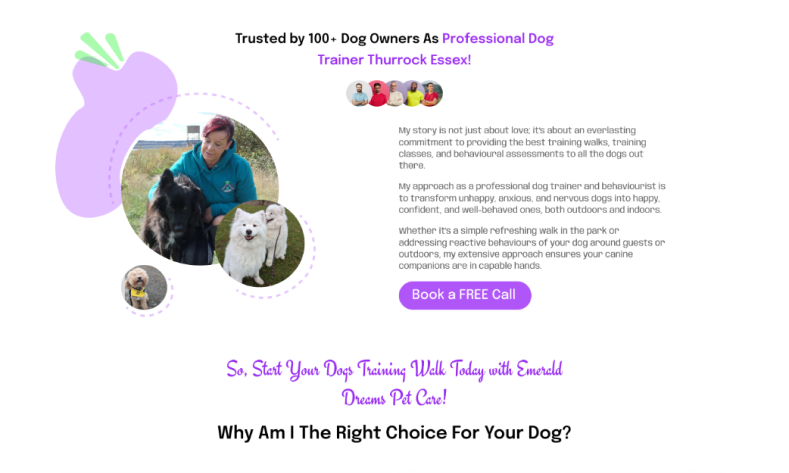 Trusted by 100+ Dog Owners As Professional Dog
Trainer Thurrock Essex!
My story is not just about love; it's about an everlasting
commitment to providing the best training walks, training
classes, and behavioural assessments to all the dogs out
there.
My approach as a professional dog trainer and behaviourist is
to transform unhappy, anxious, and nervous dogs into happy,
confident, and well-behaved ones, both outdoors and indoors.
Whether it's a simple refreshing walk in the park or
addressing reactive behaviours of your dog around guests or
outdoors, my extensive approach ensures your canine
companions are in capable hands.
Book a FREE Call
So, Start Your Dogs Training Walk Today with Emerald
Dreams Pet Care!
Why Am I The Right Choice For Your Dog?